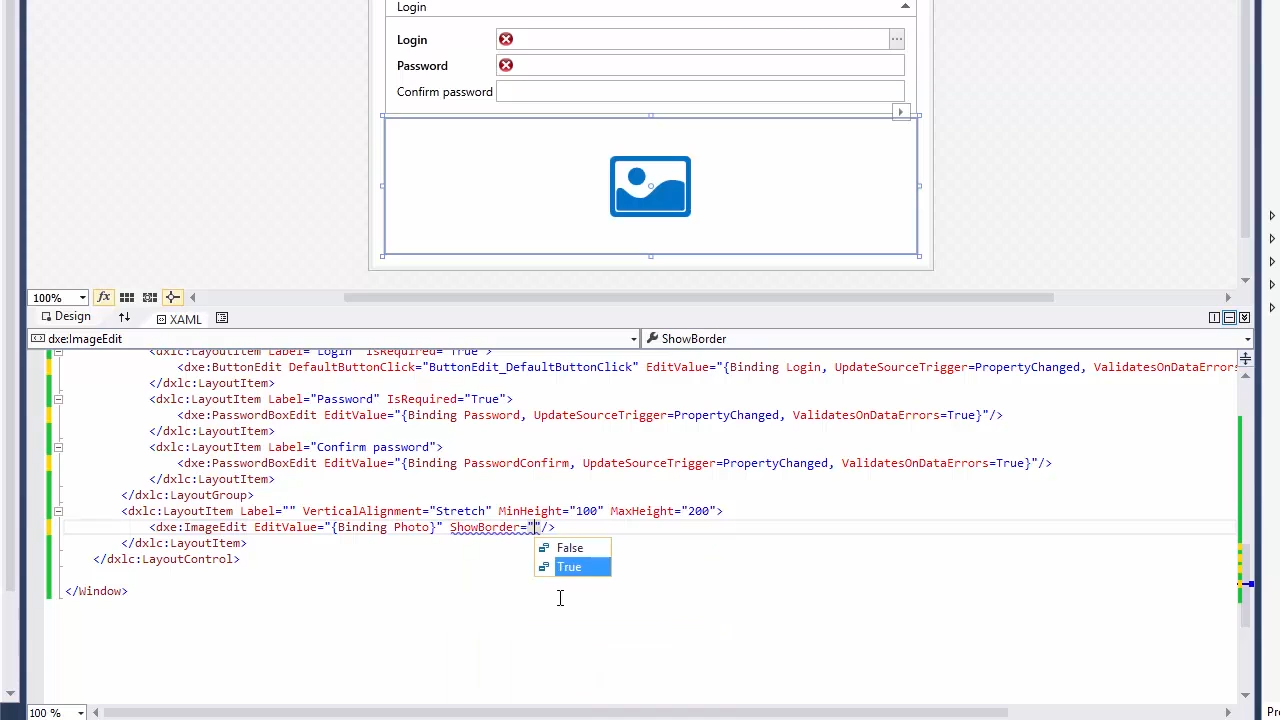 Login
Login
...
Password
Confirm password
100%
fx
Design
XAML
dxe:ImageEdit
ShowBorder
<dxlc:LayoutItem Label="Login" IsRequired="True">
<dxe:ButtonEdit DefaultButtonClick="ButtonEdit_DefaultButtonClick" EditValue="{Binding Login, UpdateSourceTrigger=PropertyChanged, ValidatesOnDataErrors
</dxlc:LayoutItem>
<dxlc:LayoutItem Label="Password" IsRequired="True">
<dxe:PasswordBoxEdit EditValue="{Binding Password, UpdateSourceTrigger=PropertyChanged, ValidatesOnDataErrors=True}"/>
</dxlc:LayoutItem>
<dxlc:LayoutItem Label="Confirm password">
<dxe:PasswordBoxEdit EditValue="{Binding PasswordConfirm, UpdateSourceTrigger=PropertyChanged, ValidatesOnDataErrors=True}"/>
</dxlc:LayoutItem>
</dxlc:LayoutGroup>
<dxlc:LayoutItem Label="" VerticalAlignment="Stretch" MinHeight="100" MaxHeight="200">
<dxe:ImageEdit EditValue="{Binding Photo}" ShowBorder=""/>
</dxlc:LayoutItem>
False
</dxlc:LayoutControl>
True
</Window>
100 %
Pr